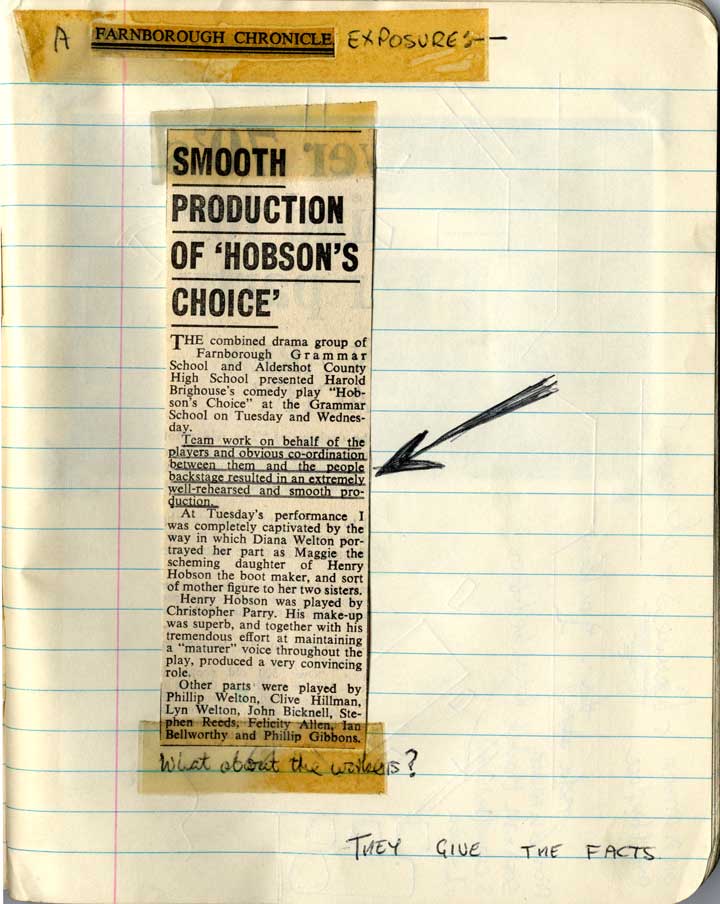 A FARNBOROUGH CHRONICLE EXPOSURE:—
SMOOTH
PRODUCTION
OF ‘HOBSON’S
CHOICE’
THE combined drama group of
Farnborough Grammar
School and Aldershot County
High School presented Harold
Brighouse's comedy play "Hob-
son's Choice" at the Grammar
School on Tuesday and Wednes-
day.
Team work on behalf of the
players and obvious co-ordination
between them and the people
backstage resulted in an extremely
well-rehearsed and smooth pro-
duction.
At Tuesday's performance I
was completely captivated by the
way in which Diana Welton por-
trayed her part as Maggie the
scheming daughter of Henry
Hobson the boot maker, and sort
of mother figure to her two sisters.
Henry Hobson was played by
Christopher Parry. His make-up
was superb, and together with his
tremendous effort at maintaining
a "maturer" voice throughout the
play, produced a very convincing
role.
Other parts were played by
Phillip Welton, Clive Hillman,
Lyn Welton, John Bicknell, Ste-
phen Reeds, Felicity Allen, Ian
Bellworthy and Phillip Gibbons.
What about the workers?
THEY GIVE THE FACTS